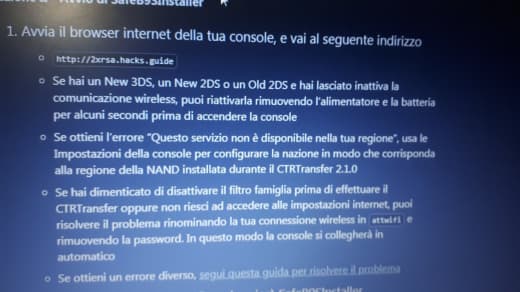 Avvio di SafeB9SInstaller
1. Avvia il browser internet della tua console, e vai al seguente indirizzo
http://2xrsa.hacks.guide
Se hai un New 3DS, un New 2DS o un Old 2DS e hai lasciato inattiva la
comunicazione wireless, puoi riattivarla rimuovendo l'alimentatore e la batteria
per alcuni secondi prima di accendere la console
Se ottieni l'errore "Questo servizio non è disponibile nella tua regione", usa le
Impostazioni della console per configurare la nazione in modo che corrisponda
alla regione della NAND installata durante il CTRTransfer 2.1.0
Se hai dimenticato di disattivare il filtro famiglia prima di effettuare il
CTRTransfer oppure non riesci ad accedere alle impostazioni internet, puoi
risolvere il problema rinominando la tua connessione wireless in attwifi e
rimuovendo la password. In questo modo la console si collegherà in
automatico
Se ottieni un errore diverso, segui questa guida per risolvere il problema
SafeB9SInstaller